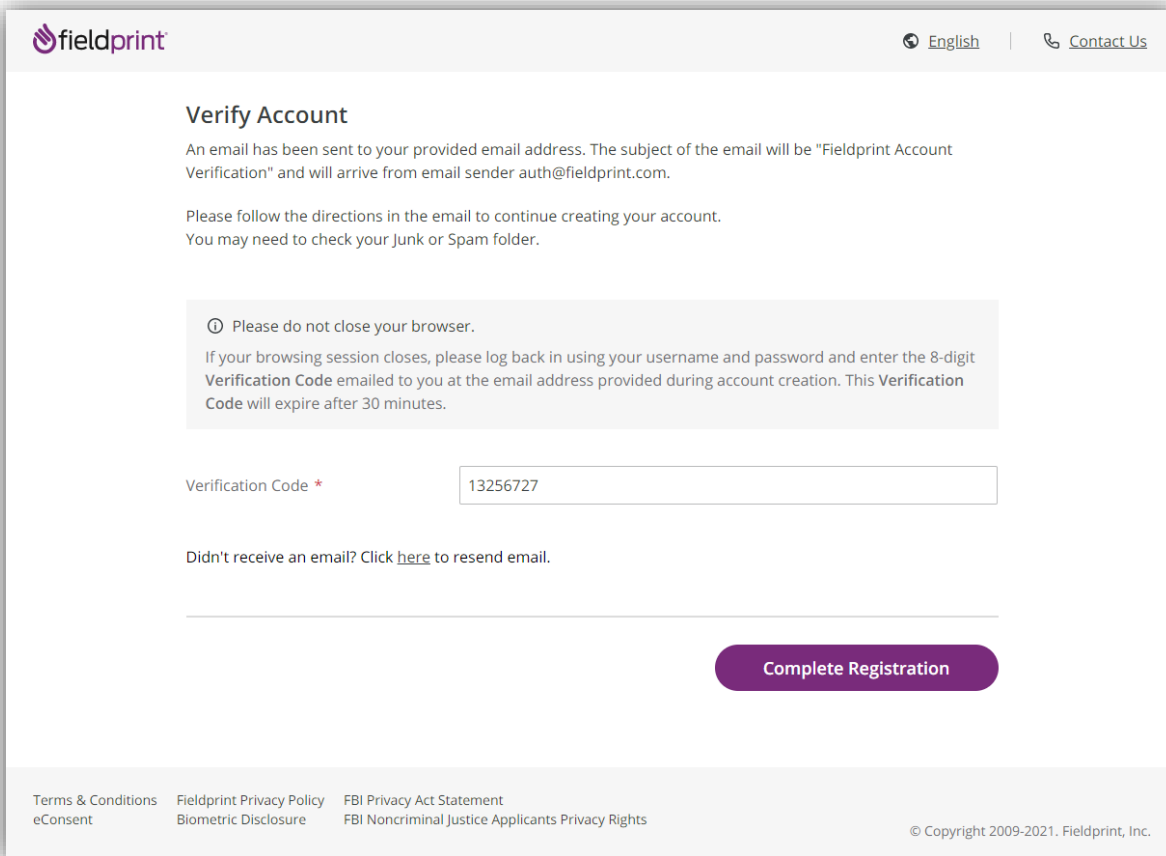 fieldprint
English
Contact Us
Verify Account
An email has been sent to your provided email address. The subject of the email will be "Fieldprint Account
Verification" and will arrive from email sender auth@fieldprint.com.
Please follow the directions in the email to continue creating your account.
You may need to check your Junk or Spam folder.
Please do not close your browser.
If your browsing session closes, please log back in using your username and password and enter the 8-digit
Verification Code emailed to you at the email address provided during account creation. This Verification
Code will expire after 30 minutes.
Verification Code *
13256727
Didn't receive an email? Click here to resend email.
Complete Registration
Terms & Conditions
eConsent
Fieldprint Privacy Policy
Biometric Disclosure
FBI Privacy Act Statement
FBI Noncriminal Justice Applicants Privacy Rights
© Copyright 2009-2021. Fieldprint, Inc.